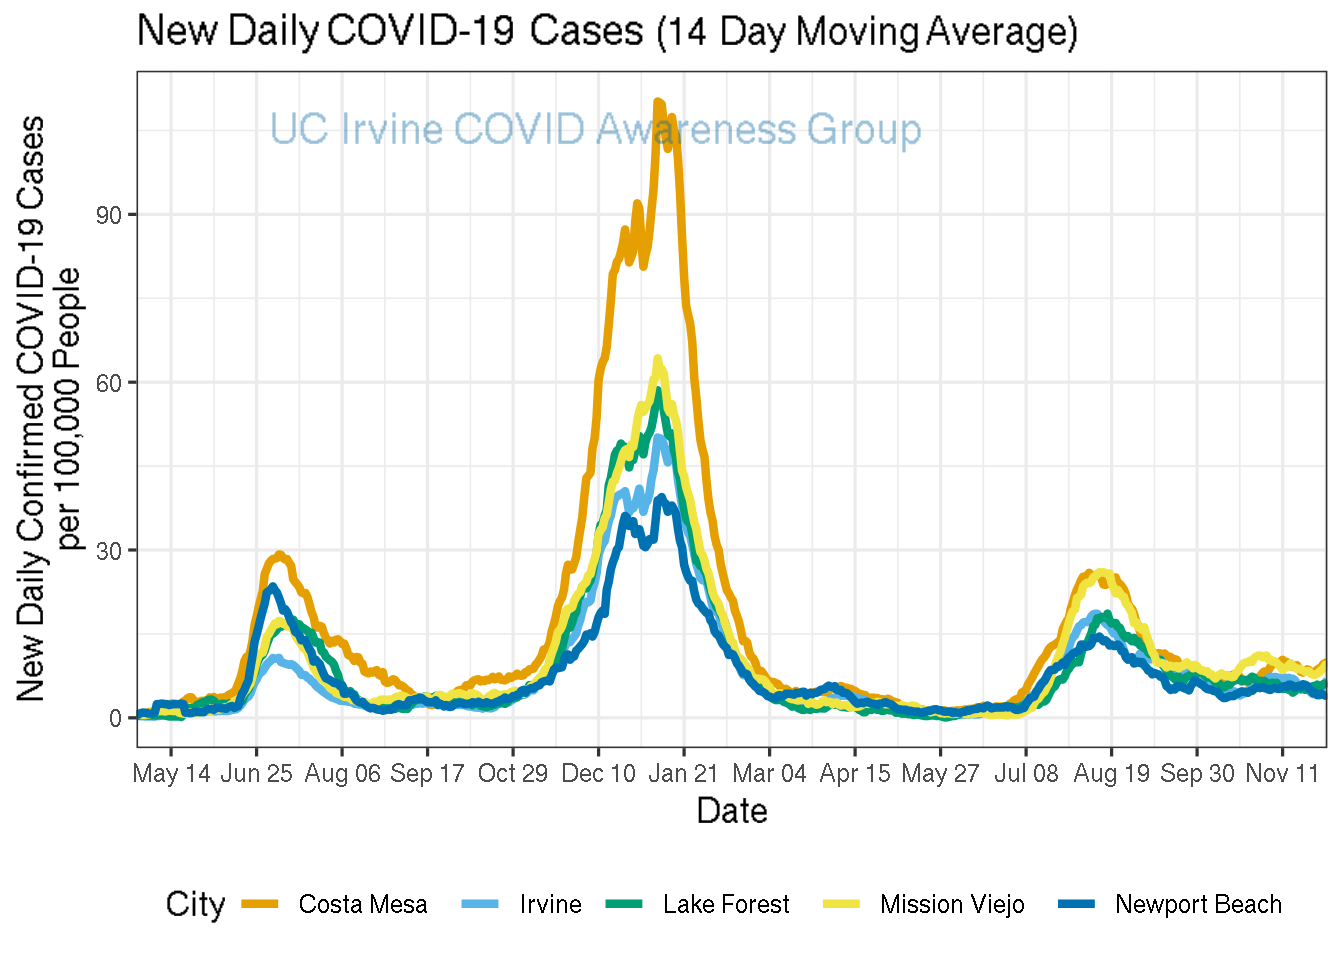 New Daily COVID-19 Cases (14 Day Moving Average)
UC Irvine COVID Awareness Group
New Daily Confirmed COVID-19 Cases
per 100,000 People
90
60
30
0
May 14 Jun 25 Aug 06 Sep 17 Oct 29 Dec 10 Jan 21 Mar 04 Apr 15 May 27 Jul 08 Aug 19 Sep 30 Nov 11
Date
City Costa Mesa Irvine Lake Forest Mission Viejo Newport Beach